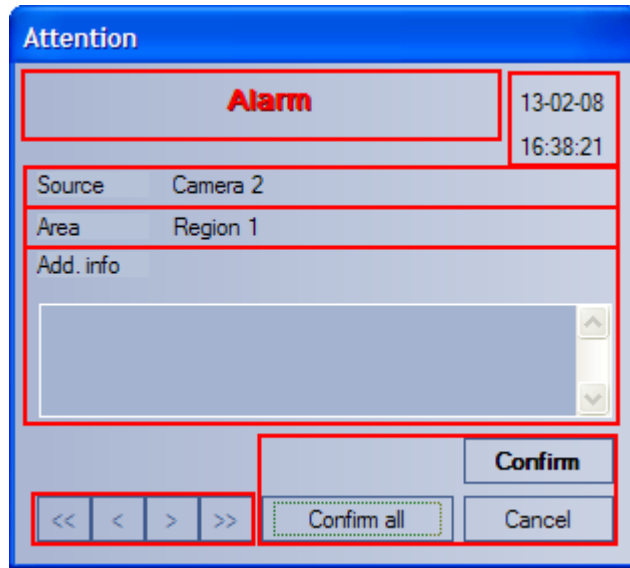 Attention
Alarm
13-02-08
16:38:21
Source Camera 2
Area Region 1
Add. info
Confirm
<< < > >> Confirm all Cancel